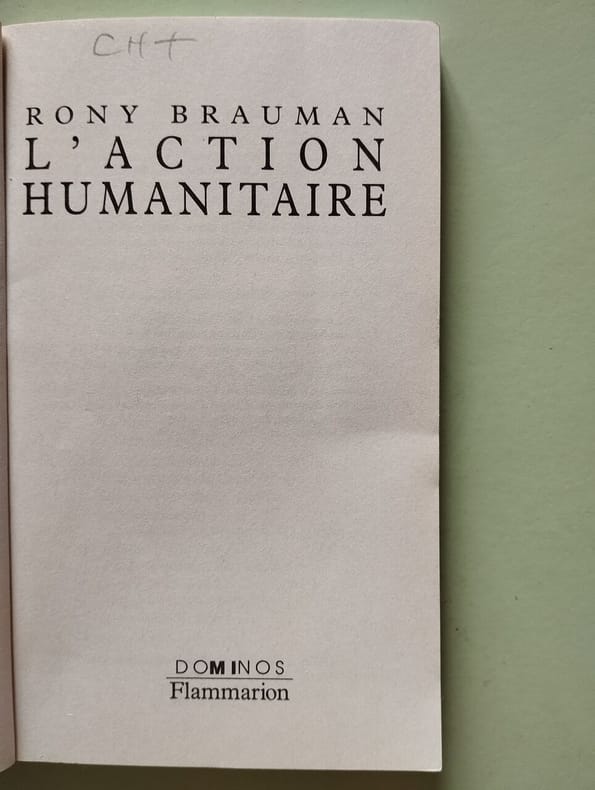 CHT
RONY BRAUMAN
L'ACTION
HUMANITAIRE
DOMINOS
Flammarion